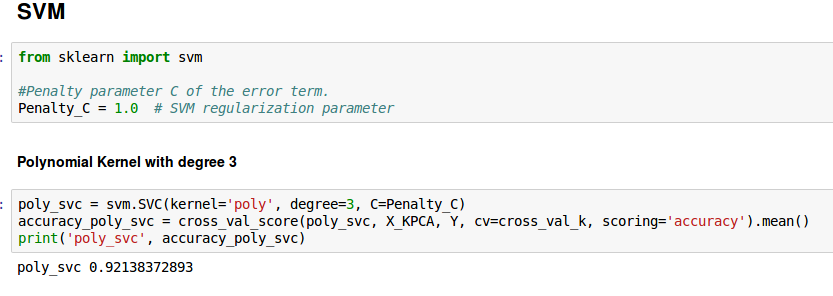 SVM
from sklearn import svm
#Penalty parameter C of the error term.
Penalty_C = 1.0  # SVM regularization parameter
Polynomial Kernel with degree 3
poly_svc = svm.SVC(kernel='poly', degree=3, C=Penalty_C)
accuracy_poly_svc = cross_val_score(poly_svc, X_KPCA, Y, cv=cross_val_k, scoring='accuracy').mean()
print('poly_svc', accuracy_poly_svc)
poly_svc 0.92138372893